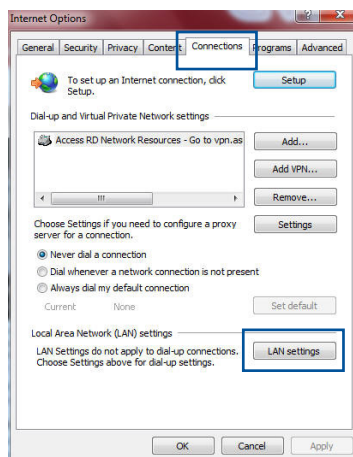 Internet Options
General Security Privacy Content Connections Programs Advanced
To set up an Internet connection, click
Setup.
Setup
Dial-up and Virtual Private Network settings
Access RD Network Resources - Go to vpn.as
Add...
Add VPN...
Remove...
Choose Settings if you need to configure a proxy
server for a connection.
Settings
Never dial a connection
Dial whenever a network connection is not present
Always dial my default connection
Current None
Set default
Local Area Network (LAN) settings
LAN Settings do not apply to dial-up connections.
Choose Settings above for dial-up settings.
LAN settings
OK Cancel Apply